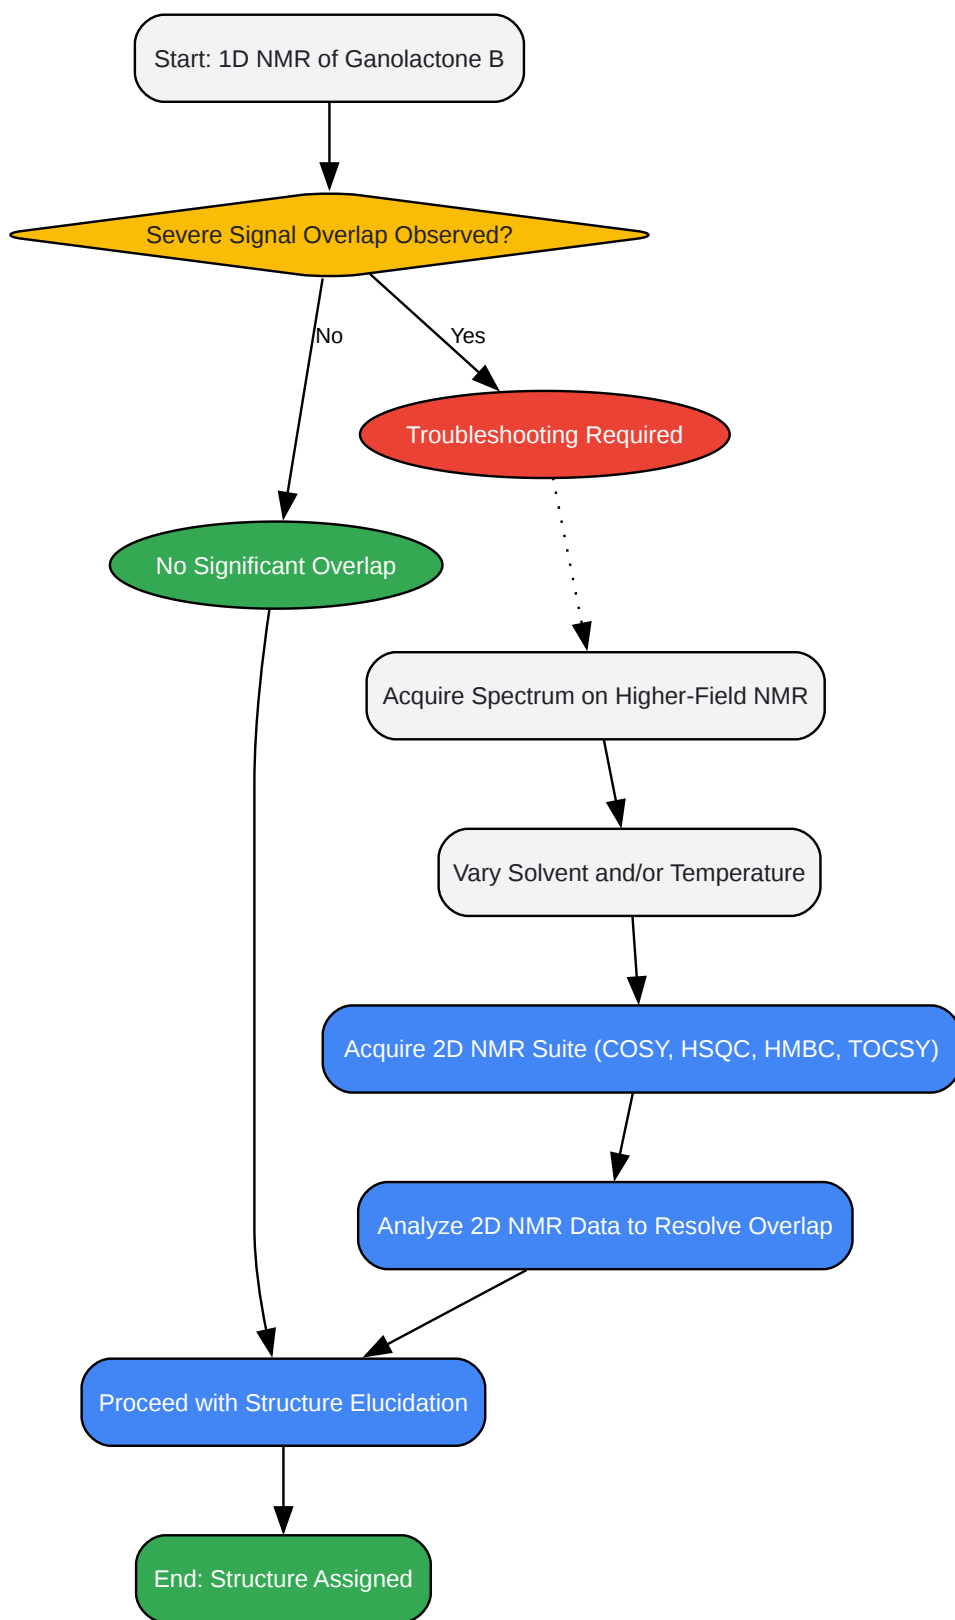 Start: 1D NMR of Ganolactone B
Severe Signal Overlap Observed?
No
Yes
Troubleshooting Required
No Significant Overlap
Acquire Spectrum on Higher-Field NMR
Vary Solvent and/or Temperature
Acquire 2D NMR Suite (COSY, HSQC, HMBC, TOCSY)
Analyze 2D NMR Data to Resolve Overlap
Proceed with Structure Elucidation
End: Structure Assigned